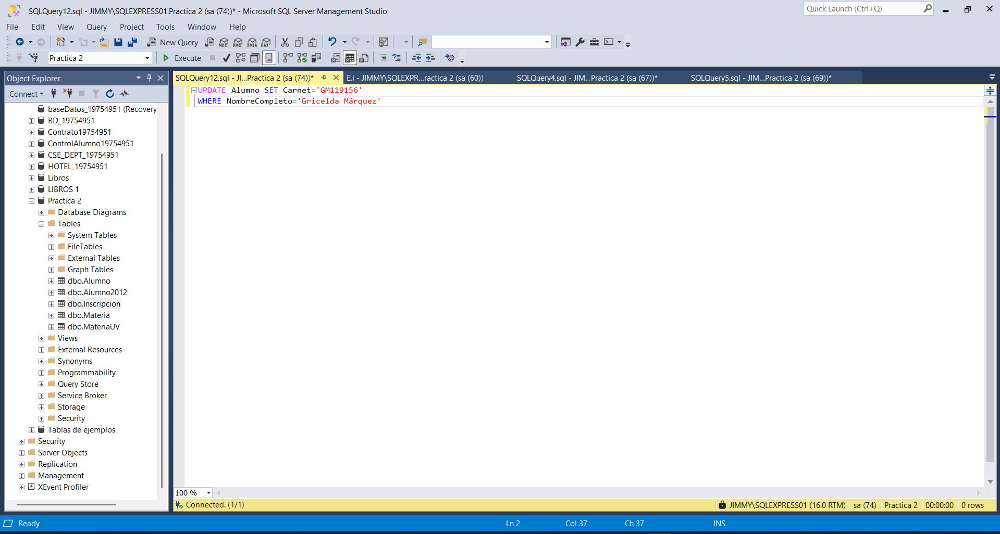 SQLQuery12.sql - JIMMY\SQLEXPRESS01.Practica 2 (sa (74))* - Microsoft SQL Server Management Studio
Quick Launch (Ctrl+Q)
File Edit View Query Project Tools Window Help
New Query MDX DMX XMLA DAX
Practica 2 Execute
Object Explorer
Connect
baseDatos_19754951 (Recovery
BD_19754951
Contrato19754951
ControlAlumno19754951
CSE_DEPT_19754951
HOTEL_19754951
Libros
LIBROS 1
Practica 2
Database Diagrams
Tables
System Tables
FileTables
External Tables
Graph Tables
dbo.Alumno
dbo.Alumno2012
dbo.Inscripcion
dbo.Materia
dbo.MateriaUV
Views
External Resources
Synonyms
Programmability
Query Store
Service Broker
Storage
Security
Tablas de ejemplos
Security
Server Objects
Replication
Management
XEvent Profiler
SQLQuery12.sql - JI...Practica 2 (sa (74))* E.i - JIMMY\SQLEXPR...ractica 2 (sa (60)) SQLQuery4.sql - JIM...Practica 2 (sa (67))* SQLQuery5.sql - JIM...Practica 2 (sa (69))*
UPDATE Alumno SET Carnet='GM119156'
WHERE NombreCompleto='Gricelda Márquez'
100 %
Connected. (1/1) JIMMY\SQLEXPRESS01 (16.0 RTM) sa (74) Practica 2 00:00:00 0 rows
Ready Ln 2 Col 37 Ch 37 INS